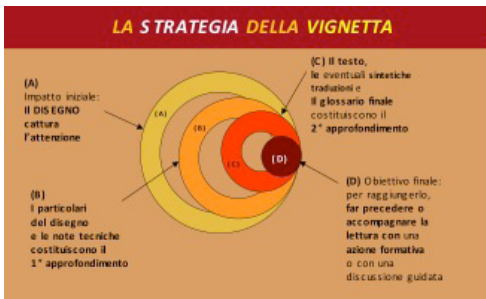 LA STRATEGIA DELLA VIGNETTA
(A)
Impatto iniziale:
Il DISEGNO
cattura
l'attenzione
(B)
I particolari
del disegno
e le note tecniche
costituiscono il
1° approfondimento
(C) Il testo,
le eventuali sintetiche
traduzioni e
Il glossario finale
costituiscono il
2° approfondimento
(D) Obiettivo finale:
per raggiungerlo,
far precedere o
accompagnare la
lettura con una
azione formativa
o con una
discussione guidata
(A)
(B)
(C)
(D)